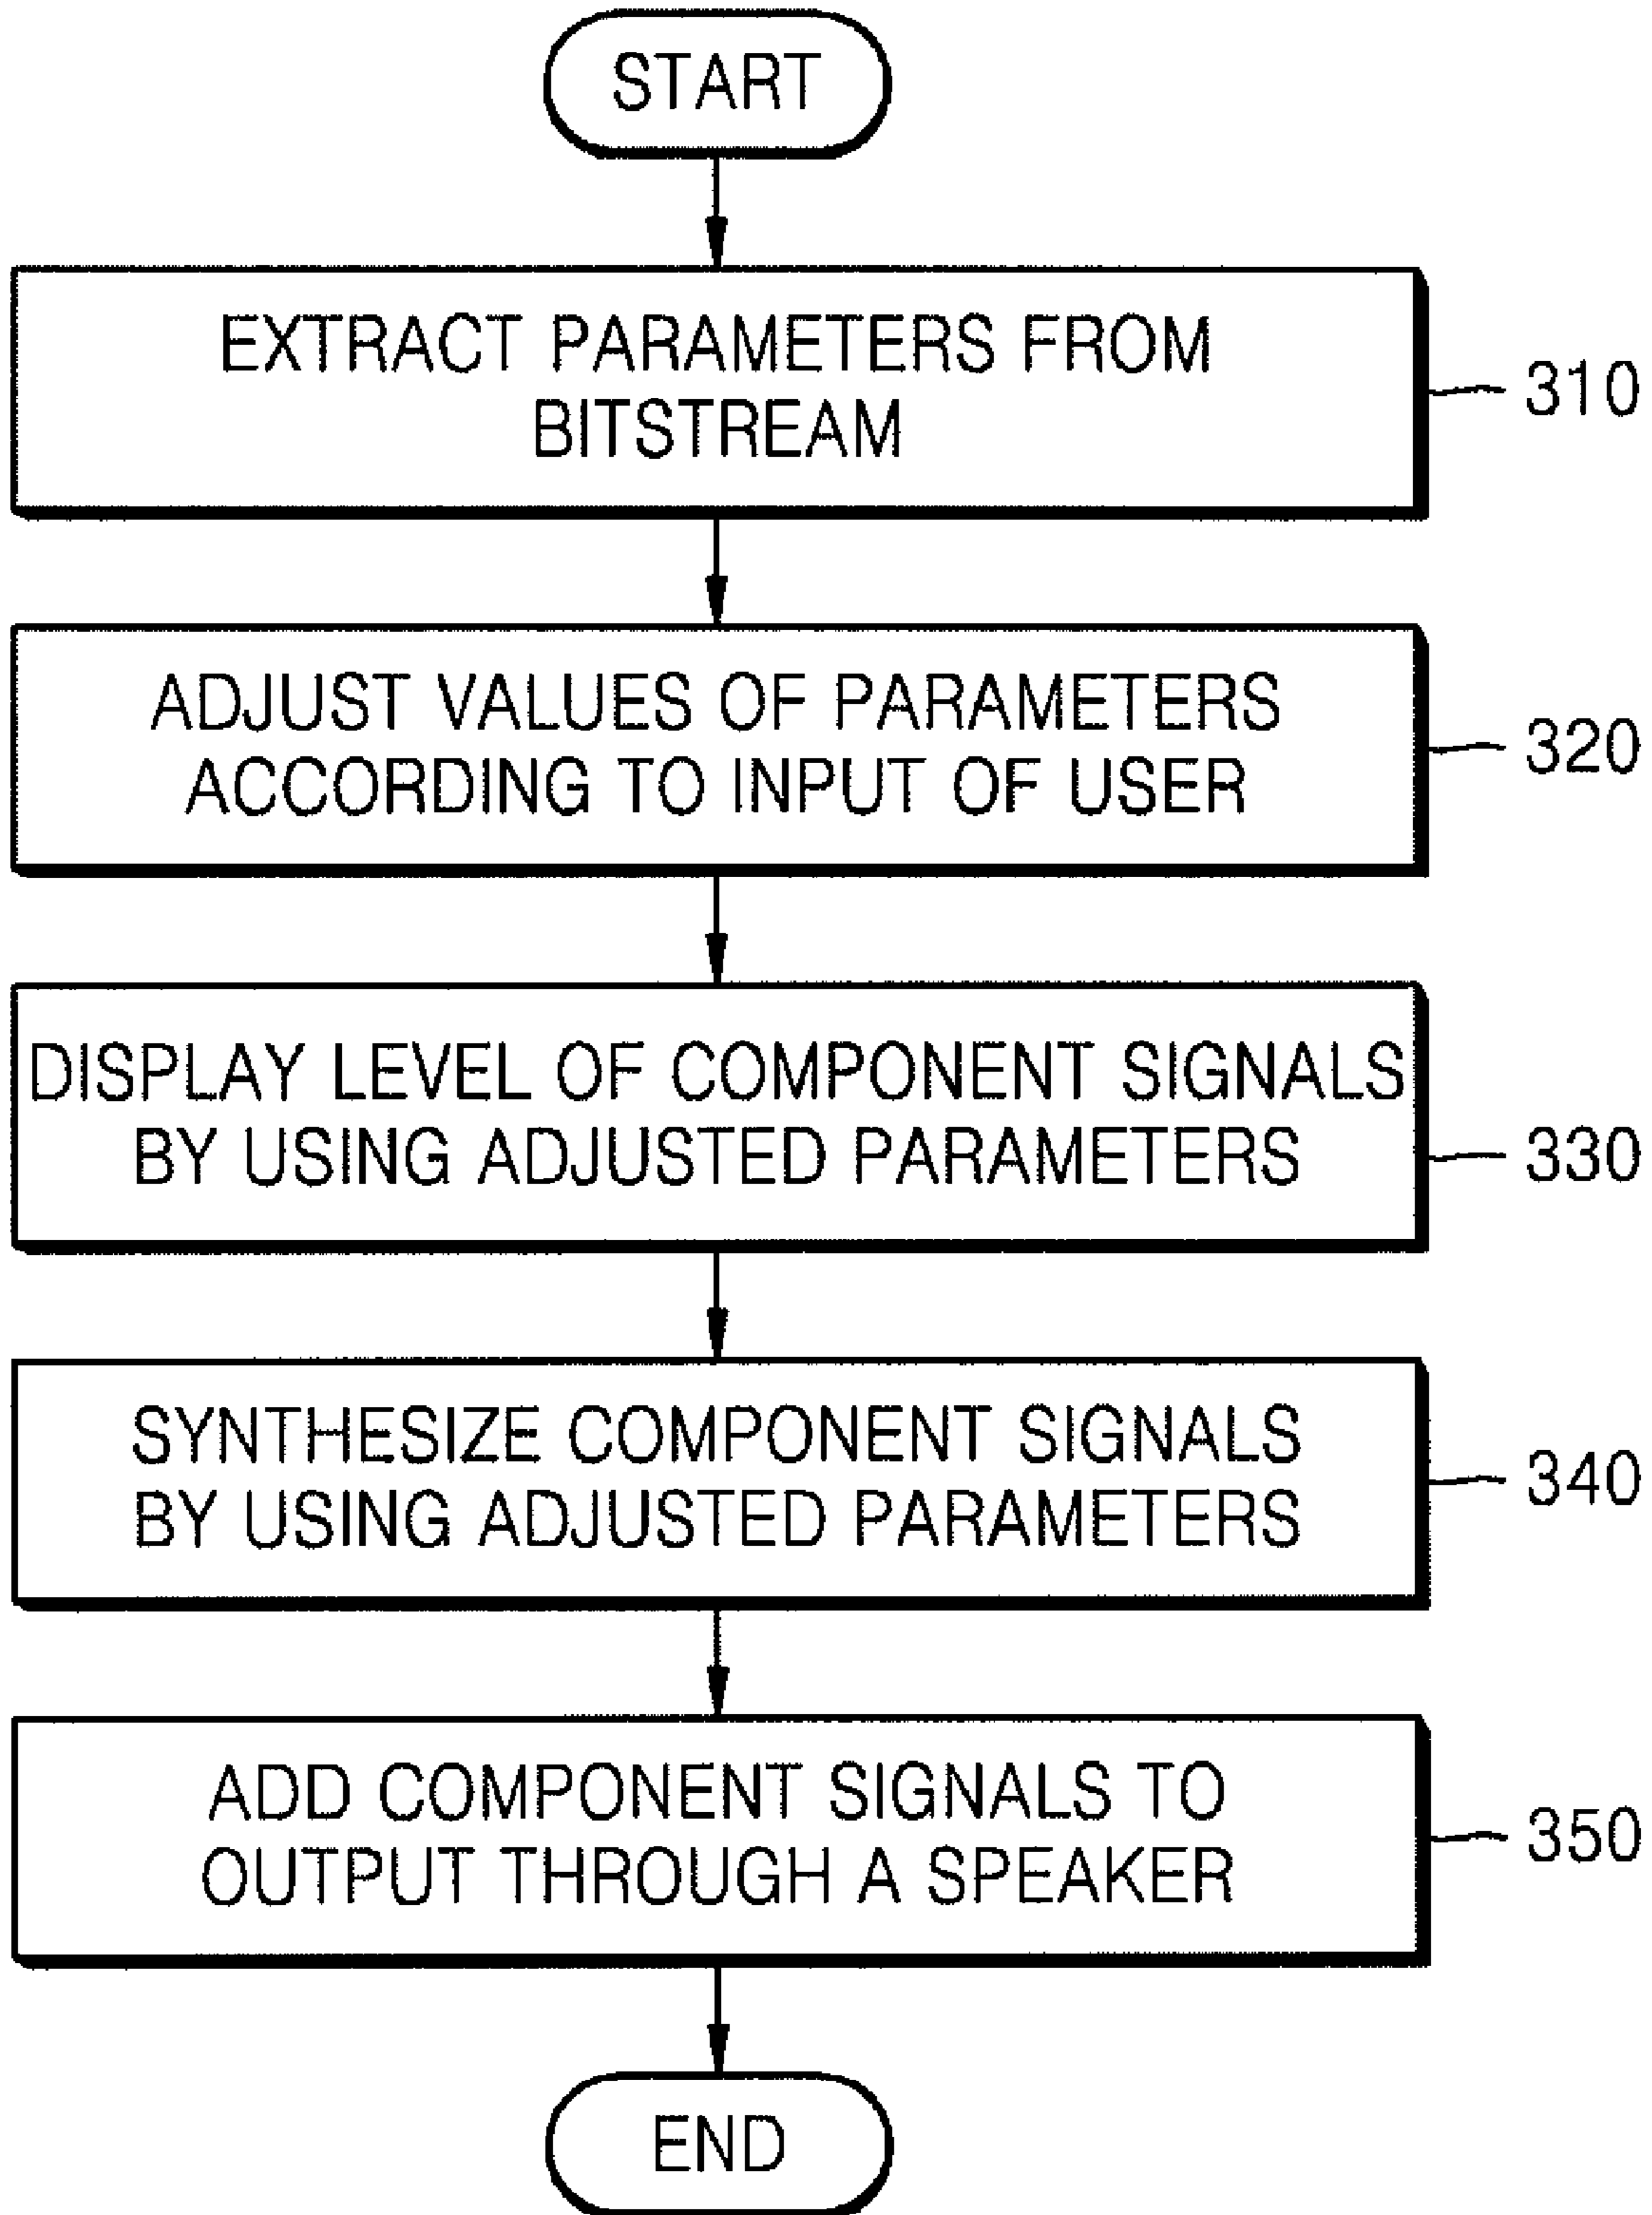 START
EXTRACT PARAMETERS FROM
BITSTREAM
310
ADJUST VALUES OF PARAMETERS
ACCORDING TO INPUT OF USER
320
DISPLAY LEVEL OF COMPONENT SIGNALS
BY USING ADJUSTED PARAMETERS
330
SYNTHESIZE COMPONENT SIGNALS
BY USING ADJUSTED PARAMETERS
340
ADD COMPONENT SIGNALS TO
OUTPUT THROUGH A SPEAKER
350
END